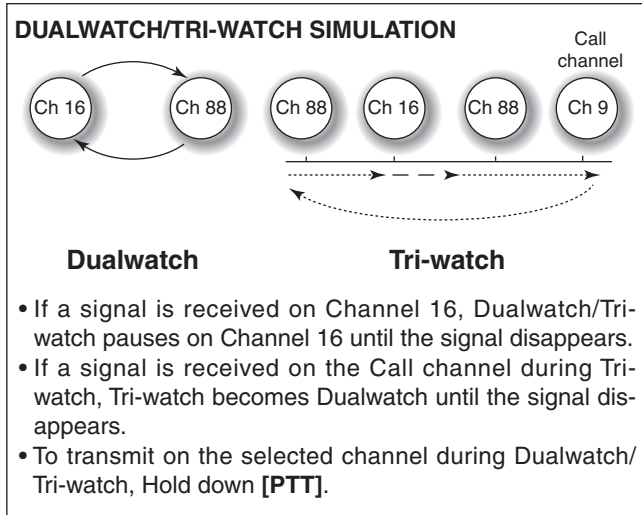 DUALWATCH/TRI-WATCH SIMULATION
Call
channel
Ch 16
Ch 88
Ch 88
Ch 16
Ch 88
Ch 9
Dualwatch
Tri-watch
• If a signal is received on Channel 16, Dualwatch/Tri-
watch pauses on Channel 16 until the signal disappears.
• If a signal is received on the Call channel during Tri-
watch, Tri-watch becomes Dualwatch until the signal dis-
appears.
• To transmit on the selected channel during Dualwatch/
Tri-watch, Hold down [PTT].